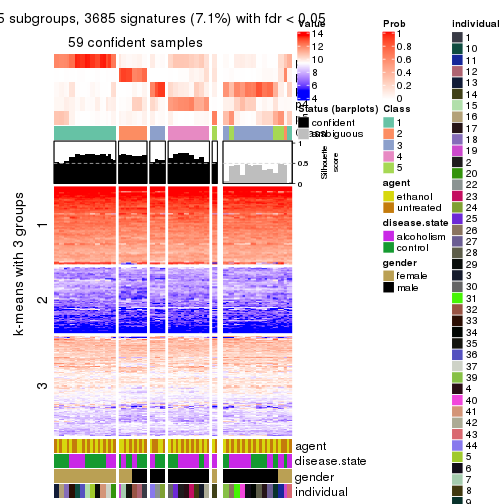 5 subgroups, 3685 signatures (7.1%) with fdr < 0.05
59 confident samples
k-means with 3 groups
1
2
3
Value
14
12
10
8
6
4
Prob
1
0.8
0.6
0.4
0.2
0
Status (barplots)
confident
ambiguous
1
0.5
0
Silhouette
score
Class
1
2
3
4
5
agent
ethanol
untreated
disease.state
alcoholism
control
gender
female
male
agent
disease.state
gender
individual
individual
1
10
11
12
13
14
15
16
17
18
19
2
20
22
23
24
25
26
27
28
29
3
30
31
32
33
34
35
36
37
39
4
40
41
42
43
44
5
6
7
8
9